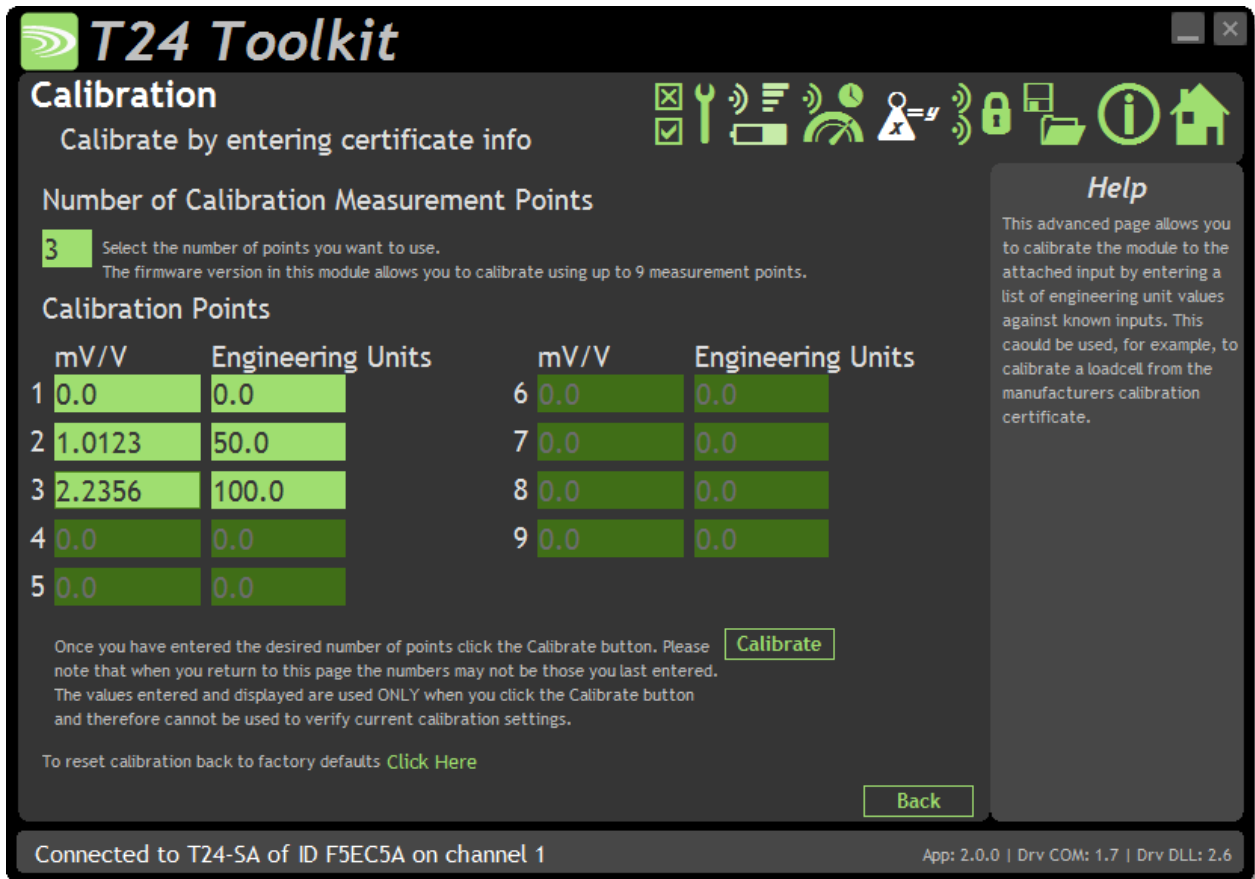 T24 Toolkit
Calibration
Calibrate by entering certificate info
x=y
Number of Calibration Measurement Points
3
Select the number of points you want to use.
The firmware version in this module allows you to calibrate using up to 9 measurement points.
Calibration Points
mV/V Engineering Units mV/V Engineering Units
1 0.0 0.0 6 0.0 0.0
2 1.0123 50.0 7 0.0 0.0
3 2.2356 100.0 8 0.0 0.0
4 0.0 0.0 9 0.0 0.0
5 0.0 0.0
Once you have entered the desired number of points click the Calibrate button. Please
note that when you return to this page the numbers may not be those you last entered.
The values entered and displayed are used ONLY when you click the Calibrate button
and therefore cannot be used to verify current calibration settings.
Calibrate
To reset calibration back to factory defaults Click Here
Back
Help
This advanced page allows you
to calibrate the module to the
attached input by entering a
list of engineering unit values
against known inputs. This
caould be used, for example, to
calibrate a loadcell from the
manufacturers calibration
certificate.
Connected to T24-SA of ID F5EC5A on channel 1
App: 2.0.0 | Drv COM: 1.7 | Drv DLL: 2.6